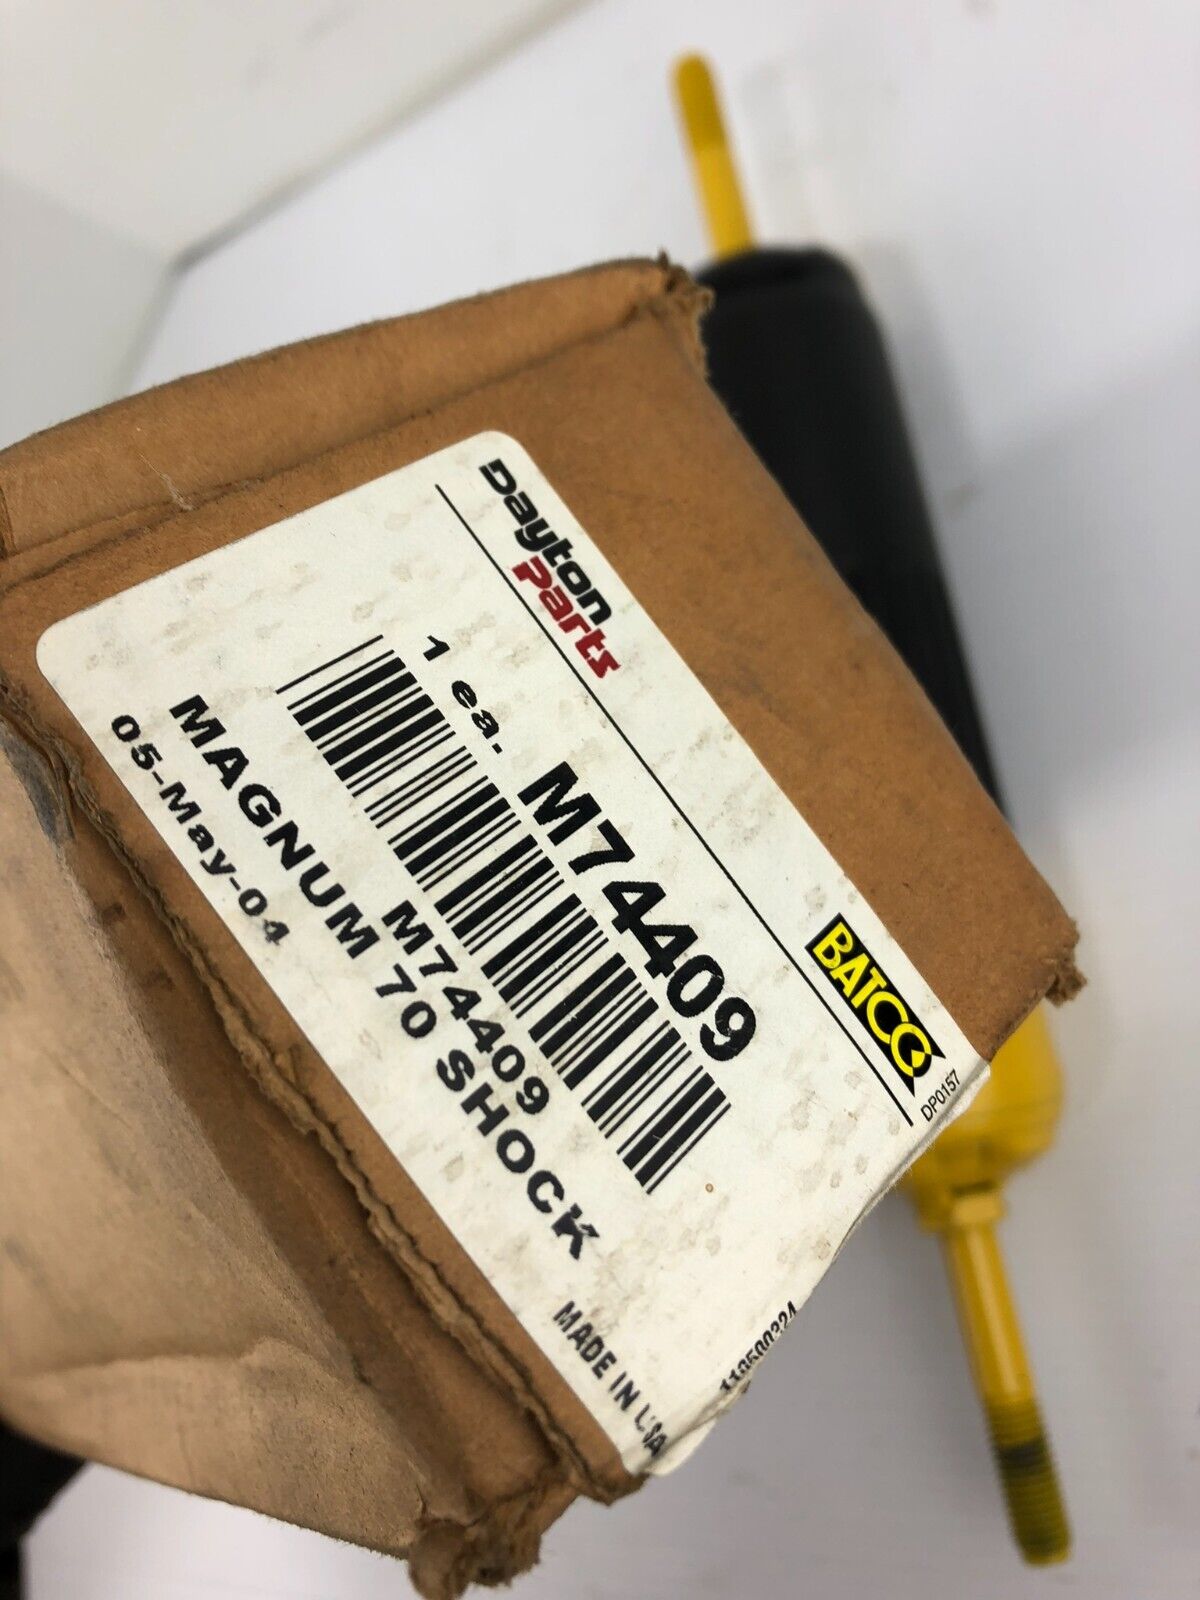 Dayton
Parts
BATCO
DP0157
1 ea. M74409
M74409
MAGNUM 70 SHOCK
05-May-04
MADE IN USA